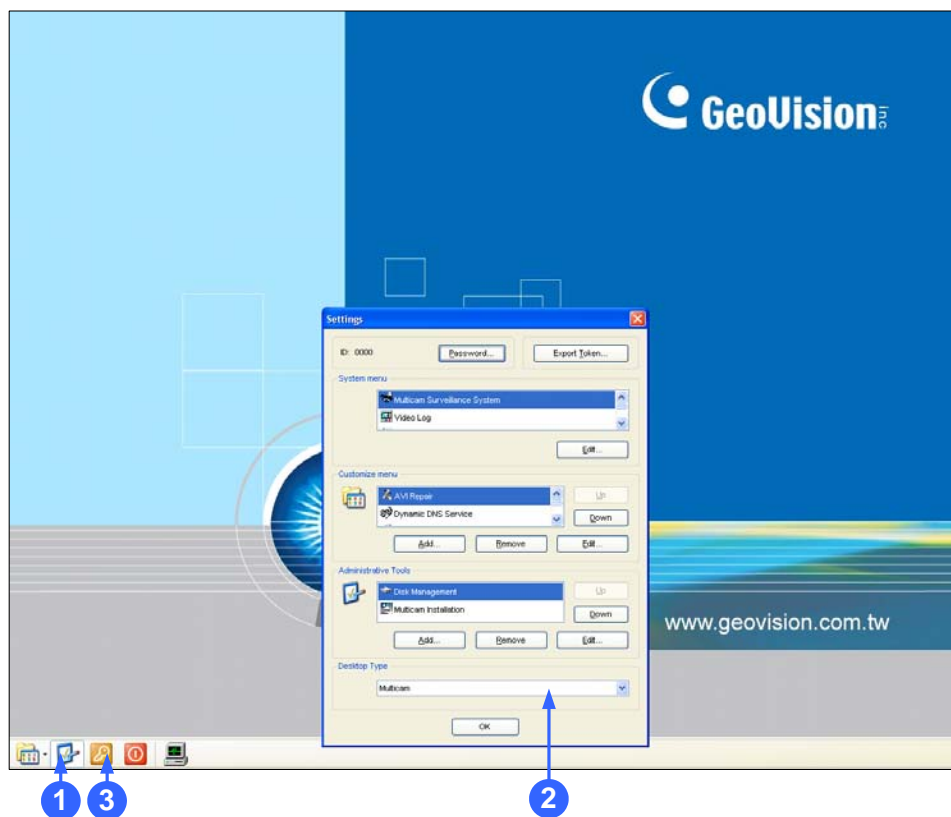 GeoVision inc
Settings
ID: 0000 Password... Export Token...
System menu
Multicam Surveillance System
Video Log
Edit...
Customize menu
AVI Repair
Dynamic DNS Service
Up
Down
Add... Remove Edit...
Administrative Tools
Disk Management
Multicam Installation
Up
Down
Add... Remove Edit...
www.geovision.com.tw
Desktop Type
Multicam
OK
1 3 2